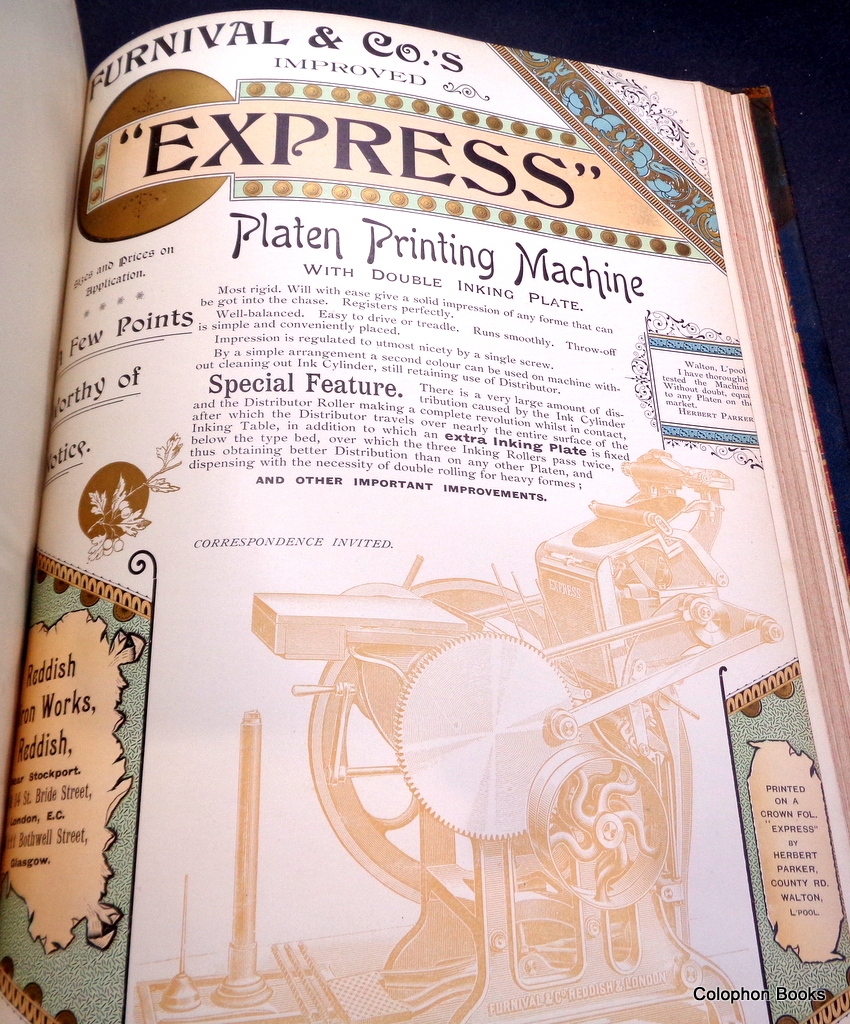 FURNIVAL & Co.'s
IMPROVED
"EXPRESS"
Platen Printing Machine
WITH DOUBLE INKING PLATE.
Sizes and Prices on
Application.
Few Points
Worthy of
Notice.
Most rigid. Will with ease give a solid impression of any forme that can
be got into the chase. Registers perfectly.
Well-balanced. Easy to drive or treadle. Runs smoothly. Throw-off
is simple and conveniently placed.
Impression is regulated to utmost nicety by a single screw.
By a simple arrangement a second colour can be used on machine with-
out cleaning out Ink Cylinder, still retaining use of Distributor.
Special Feature. There is a very large amount of dis-
tribution caused by the Ink Cylinder
and the Distributor Roller making a complete revolution whilst in contact,
after which the Distributor travels over nearly the entire surface of the
Inking Table, in addition to which an extra Inking Plate is fixed
below the type bed, over which the three Inking Rollers pass twice,
thus obtaining better Distribution than on any other Platen, and
dispensing with the necessity of double rolling for heavy formes;
AND OTHER IMPORTANT IMPROVEMENTS.
CORRESPONDENCE INVITED.
Walton, L'pool
I have thoroughly
tested the Machine
Without doubt, equa
to any Platen on the
market.
HERBERT PARKER
EXPRESS
Reddish
Iron Works,
Reddish,
near Stockport.
24 St. Bride Street,
London, E.C.
Bothwell Street,
Glasgow.
PRINTED
ON A
CROWN FOL.
"EXPRESS"
BY
HERBERT
PARKER,
COUNTY RD.
WALTON,
L'POOL.
FURNIVAL & Co REDDISH & LONDON
Colophon Books